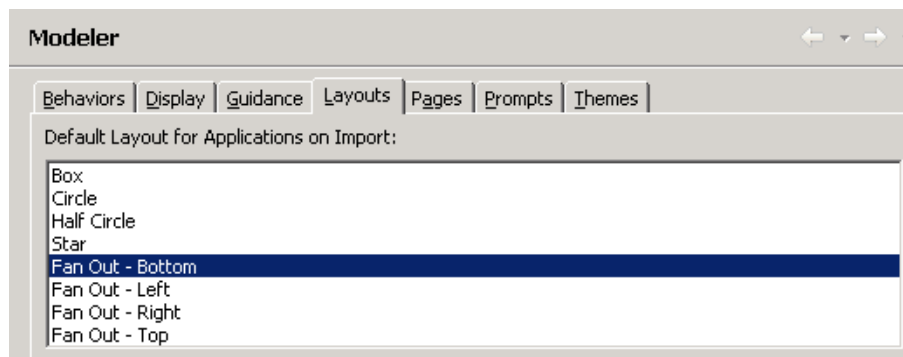 Modeler
Behaviors Display Guidance Layouts Pages Prompts Themes
Default Layout for Applications on Import:
Box
Circle
Half Circle
Star
Fan Out - Bottom
Fan Out - Left
Fan Out - Right
Fan Out - Top